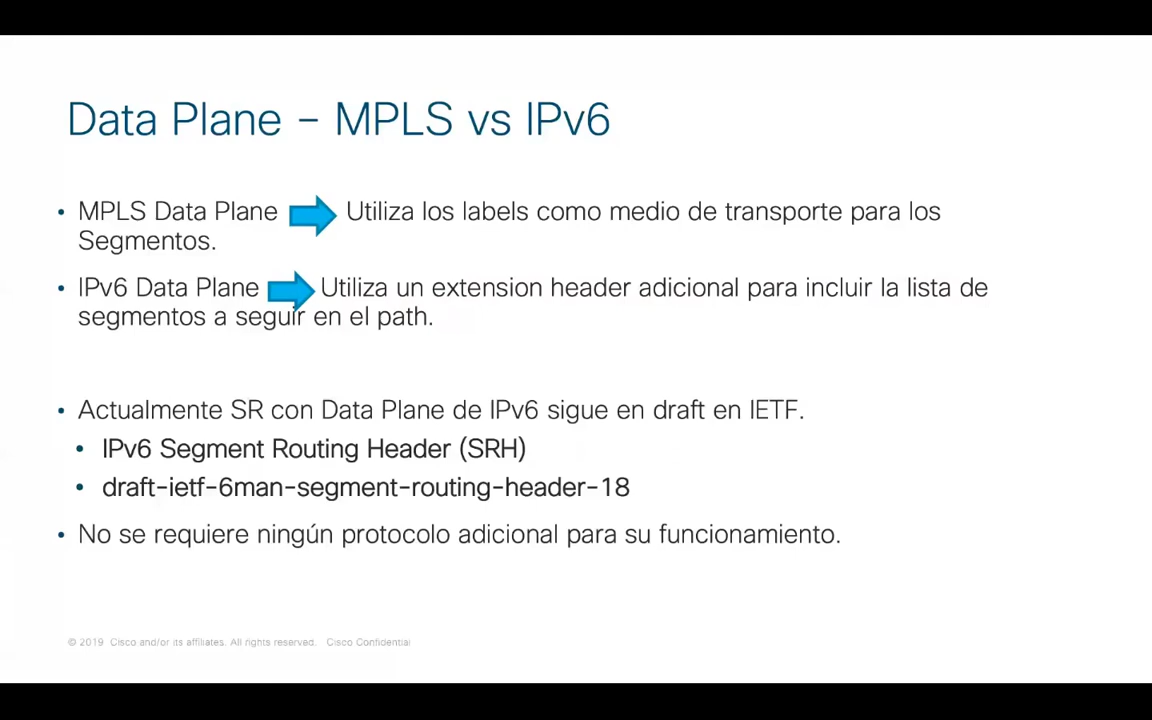 Data Plane – MPLS vs IPv6
• MPLS Data Plane Utiliza los labels como medio de transporte para los
Segmentos.
• IPv6 Data Plane Utiliza un extension header adicional para incluir la lista de
segmentos a seguir en el path.
• Actualmente SR con Data Plane de IPv6 sigue en draft en IETF.
• IPv6 Segment Routing Header (SRH)
• draft-ietf-6man-segment-routing-header-18
• No se requiere ningún protocolo adicional para su funcionamiento.
© 2019 Cisco and/or its affiliates. All rights reserved. Cisco Confidential